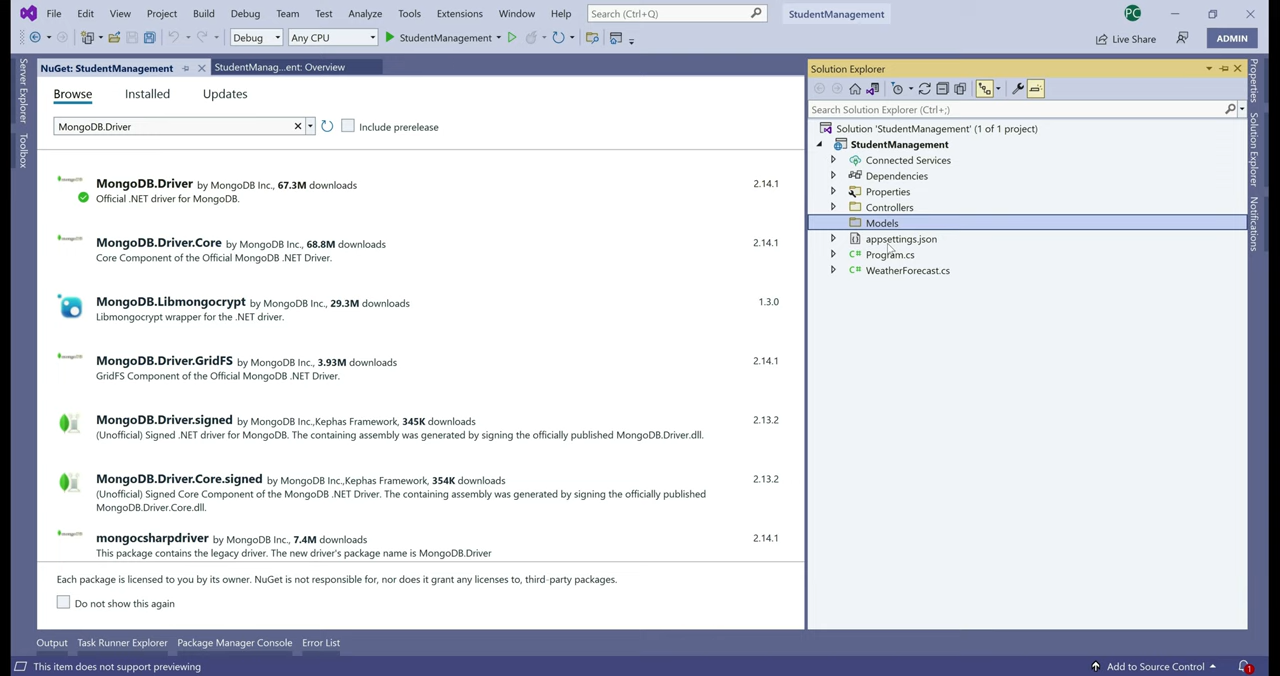 File Edit View Project Build Debug Team Test Analyze Tools Extensions Window Help Search (Ctrl+Q) StudentManagement PC
Debug Any CPU StudentManagement Live Share ADMIN
NuGet: StudentManagement StudentManag...ent: Overview
Browse Installed Updates
MongoDB.Driver Include prerelease
MongoDB.Driver by MongoDB Inc., 67.3M downloads 2.14.1
Official .NET driver for MongoDB.
MongoDB.Driver.Core by MongoDB Inc., 68.8M downloads 2.14.1
Core Component of the Official MongoDB .NET Driver.
MongoDB.Libmongocrypt by MongoDB Inc., 29.3M downloads 1.3.0
Libmongocrypt wrapper for the .NET driver.
MongoDB.Driver.GridFS by MongoDB Inc., 3.93M downloads 2.14.1
GridFS Component of the Official MongoDB .NET Driver.
MongoDB.Driver.signed by MongoDB Inc.,Kephas Framework, 345K downloads 2.13.2
(Unofficial) Signed .NET driver for MongoDB. The containing assembly was generated by signing the officially published MongoDB.Driver.dll.
MongoDB.Driver.Core.signed by MongoDB Inc.,Kephas Framework, 354K downloads 2.13.2
(Unofficial) Signed Core Component of the MongoDB .NET Driver. The containing assembly was generated by signing the officially published
MongoDB.Driver.Core.dll.
mongocsharpdriver by MongoDB Inc., 7.4M downloads 2.14.1
This package contains the legacy driver. The new driver's package name is MongoDB.Driver
Each package is licensed to you by its owner. NuGet is not responsible for, nor does it grant any licenses to, third-party packages.
Do not show this again
Solution Explorer
Search Solution Explorer (Ctrl+;)
Solution 'StudentManagement' (1 of 1 project)
StudentManagement
Connected Services
Dependencies
Properties
Controllers
Models
appsettings.json
C# Program.cs
C# WeatherForecast.cs
Server Explorer
Toolbox
Properties
Solution Explorer
Notifications
Output Task Runner Explorer Package Manager Console Error List
This item does not support previewing Add to Source Control 1